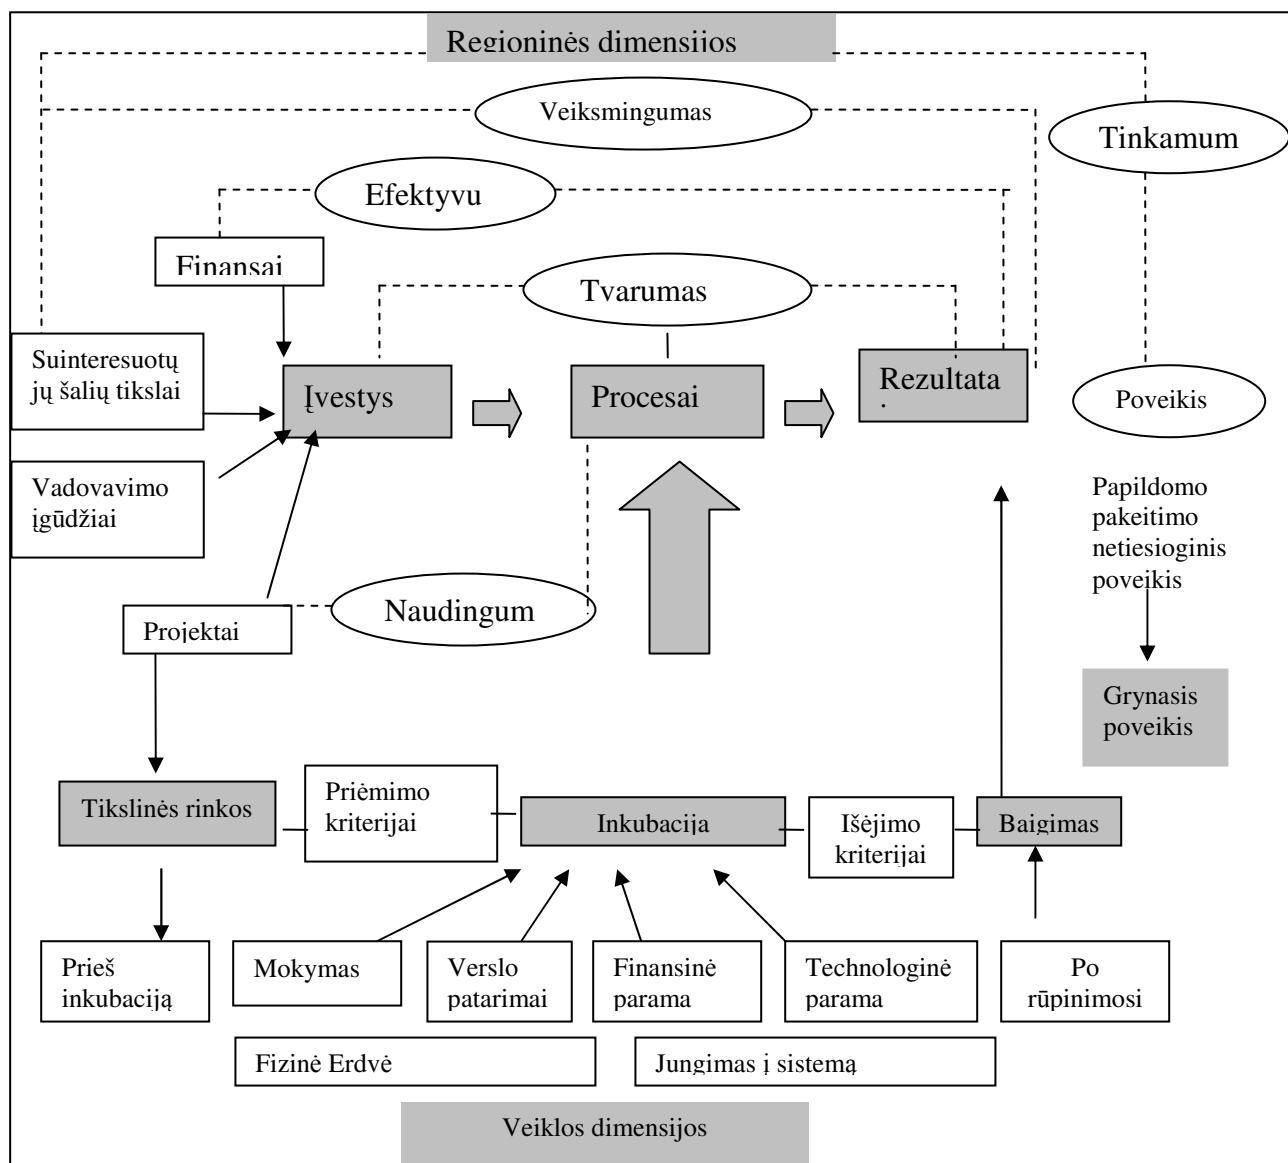 Regioninės dimensijos
Veiksmingumas
Tinkamum
Efektyvu
Finansai
Tvarumas
Suinteresuotų
jų šalių tikslai
Įvestys
Procesai
Rezultata
Poveikis
Vadovavimo
įgūdžiai
Papildomo
pakeitimo
netiesioginis
poveikis
Naudingum
Projektai
Grynasis
poveikis
Tikslinės rinkos
Priėmimo
kriterijai
Inkubacija
Išėjimo
kriterijai
Baigimas
Prieš
inkubaciją
Mokymas
Verslo
patarimai
Finansinė
parama
Technologinė
parama
Po
rūpinimosi
Fizinė Erdvė
Jungimas į sistemą
Veiklos dimensijos